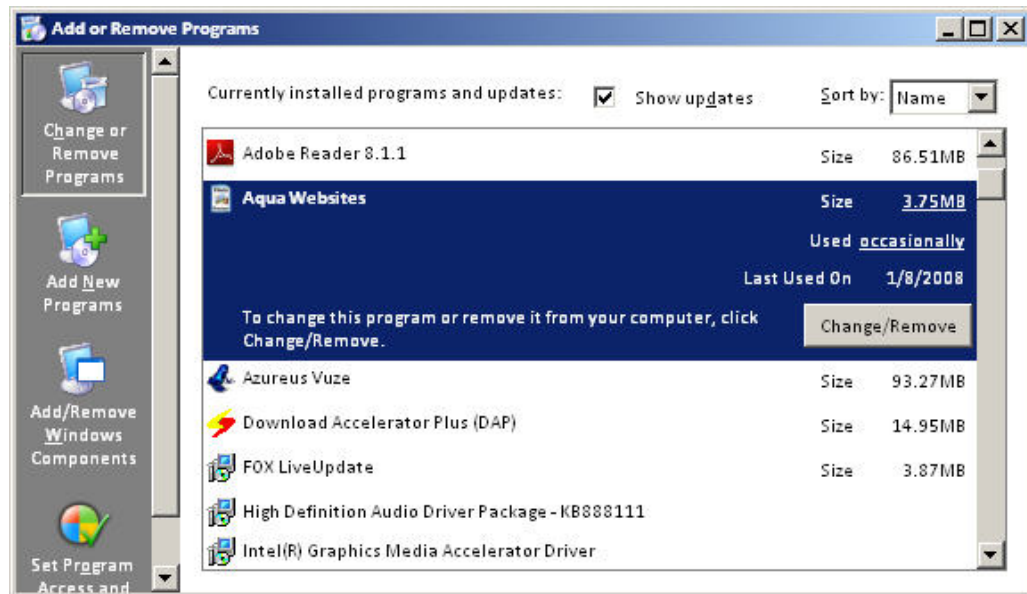 Add or Remove Programs
Change or
Remove
Programs
Add New
Programs
Add/Remove
Windows
Components
Set Program
Access and
Currently installed programs and updates:
Show updates
Sort by: Name
Adobe Reader 8.1.1 Size 86.51MB
Aqua Websites Size 3.75MB
Used occasionally
Last Used On 1/8/2008
To change this program or remove it from your computer, click
Change/Remove.
Change/Remove
Azureus Vuze Size 93.27MB
Download Accelerator Plus (DAP) Size 14.95MB
FOX LiveUpdate Size 3.87MB
High Definition Audio Driver Package - KB888111
Intel(R) Graphics Media Accelerator Driver